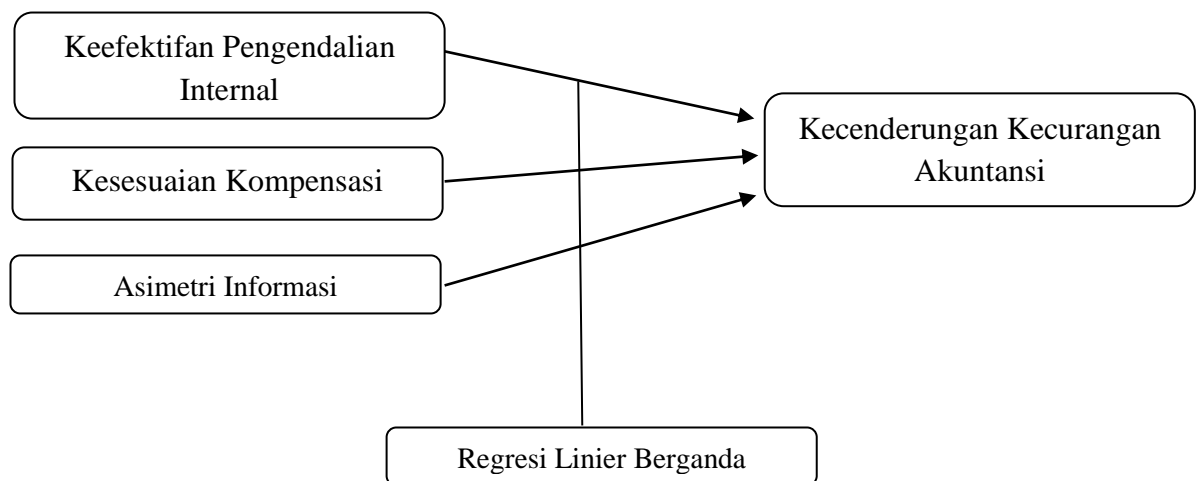 Keefektifan Pengendalian
Internal
Kesesuaian Kompensasi
Asimetri Informasi
Kecenderungan Kecurangan
Akuntansi
Regresi Linier Berganda